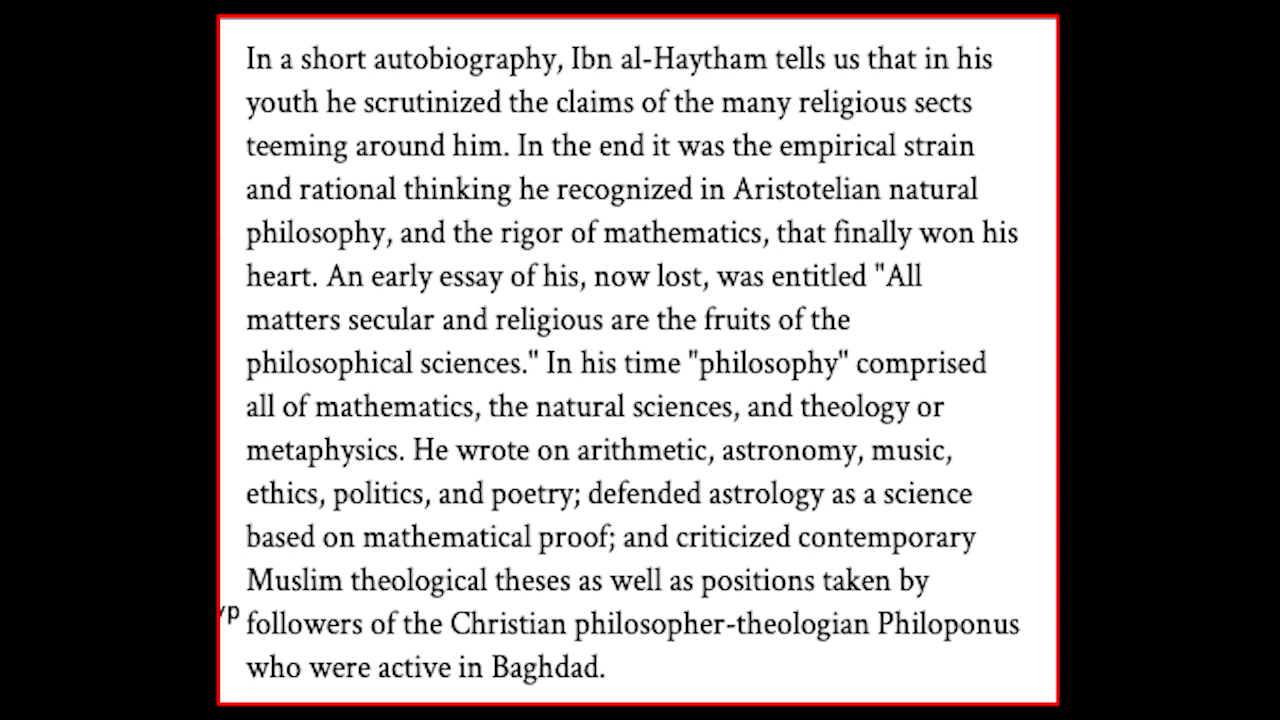 In a short autobiography, Ibn al-Haytham tells us that in his
youth he scrutinized the claims of the many religious sects
teeming around him. In the end it was the empirical strain
and rational thinking he recognized in Aristotelian natural
philosophy, and the rigor of mathematics, that finally won his
heart. An early essay of his, now lost, was entitled "All
matters secular and religious are the fruits of the
philosophical sciences." In his time "philosophy" comprised
all of mathematics, the natural sciences, and theology or
metaphysics. He wrote on arithmetic, astronomy, music,
ethics, politics, and poetry; defended astrology as a science
based on mathematical proof; and criticized contemporary
Muslim theological theses as well as positions taken by
followers of the Christian philosopher-theologian Philoponus
who were active in Baghdad.